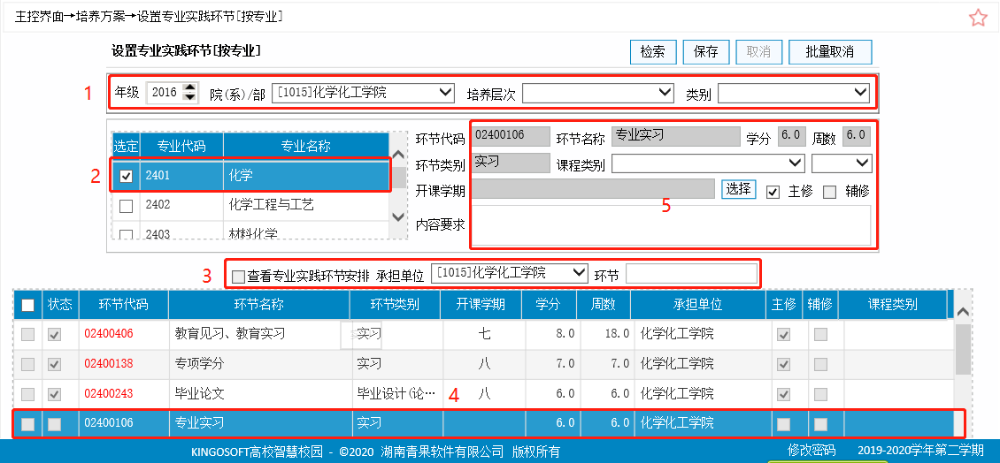 主控界面→培养方案→设置专业实践环节[按专业]
设置专业实践环节[按专业] 检索 保存 取消 批量取消
1 年级 2016 院(系)/部 [1015]化学化工学院 培养层次 类别
选定 专业代码 专业名称
2 2401 化学
2402 化学工程与工艺
2403 材料化学
环节代码 02400106 环节名称 专业实习 学分 6.0 周数 6.0
环节类别 实习 课程类别
开课学期 选择 主修 辅修
5
内容要求
3 查看专业实践环节安排 承担单位 [1015]化学化工学院 环节
状态 环节代码 环节名称 环节类别 开课学期 学分 周数 承担单位 主修 辅修 课程类别
02400406 教育见习、教育实习 实习 七 8.0 18.0 化学化工学院
02400138 专项学分 实习 八 7.0 7.0 化学化工学院
02400243 毕业论文 毕业设计(论… 八 6.0 6.0 化学化工学院
4
02400106 专业实习 实习 6.0 6.0 化学化工学院
KINGOSOFT高校智慧校园 - ©2020 湖南青果软件有限公司 版权所有 修改密码 2019-2020学年第二学期